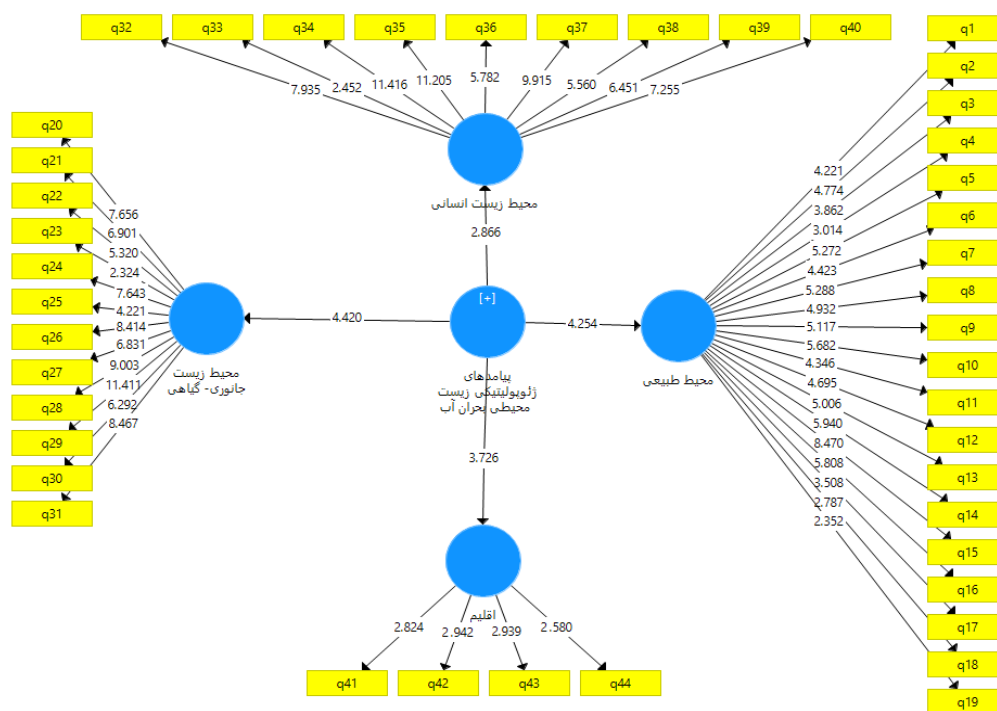 q32
q33
q34
q35
q36
q37
q38
q39
q40
7.935
2.452
11.416
11.205
5.782
9.915
5.560
6.451
7.255
محیط زیست انسانی
2.866
q20
q21
q22
q23
q24
q25
q26
q27
q28
q29
q30
q31
7.656
6.901
5.320
2.324
7.643
4.221
8.414
6.831
9.003
11.411
6.292
8.467
محیط زیست
جانوری- گیاهی
4.420
[+]
پیامدهای
ژئوپولیتیکی زیست
محیطی بحران آب
4.254
محیط طبیعی
4.221
4.774
3.862
3.014
5.272
4.423
5.288
4.932
5.117
5.682
4.346
4.695
5.006
5.940
8.470
5.808
3.508
2.787
2.352
q1
q2
q3
q4
q5
q6
q7
q8
q9
q10
q11
q12
q13
q14
q15
q16
q17
q18
q19
3.726
اقلیم
2.824
2.942
2.939
2.580
q41
q42
q43
q44